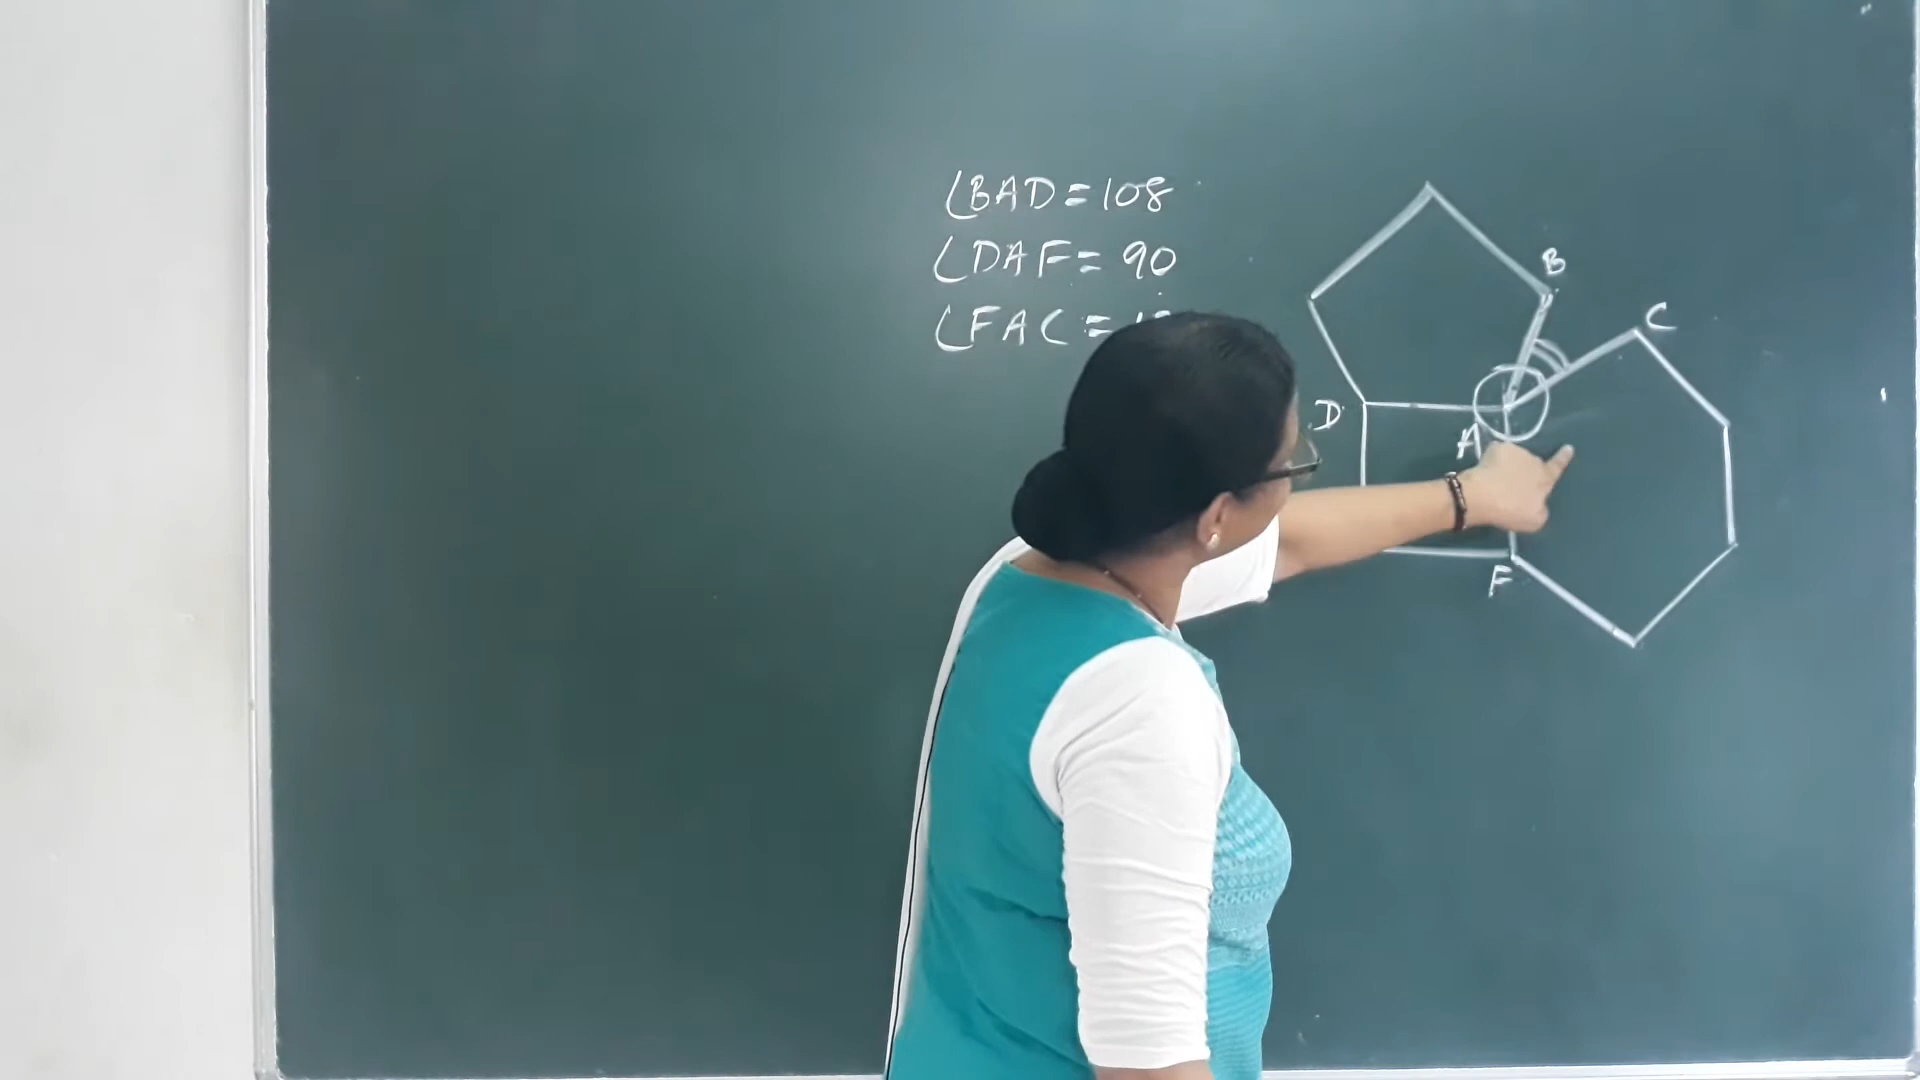 ∠BAD = 108
∠DAF = 90
∠FAC =
B
C
D
A
F